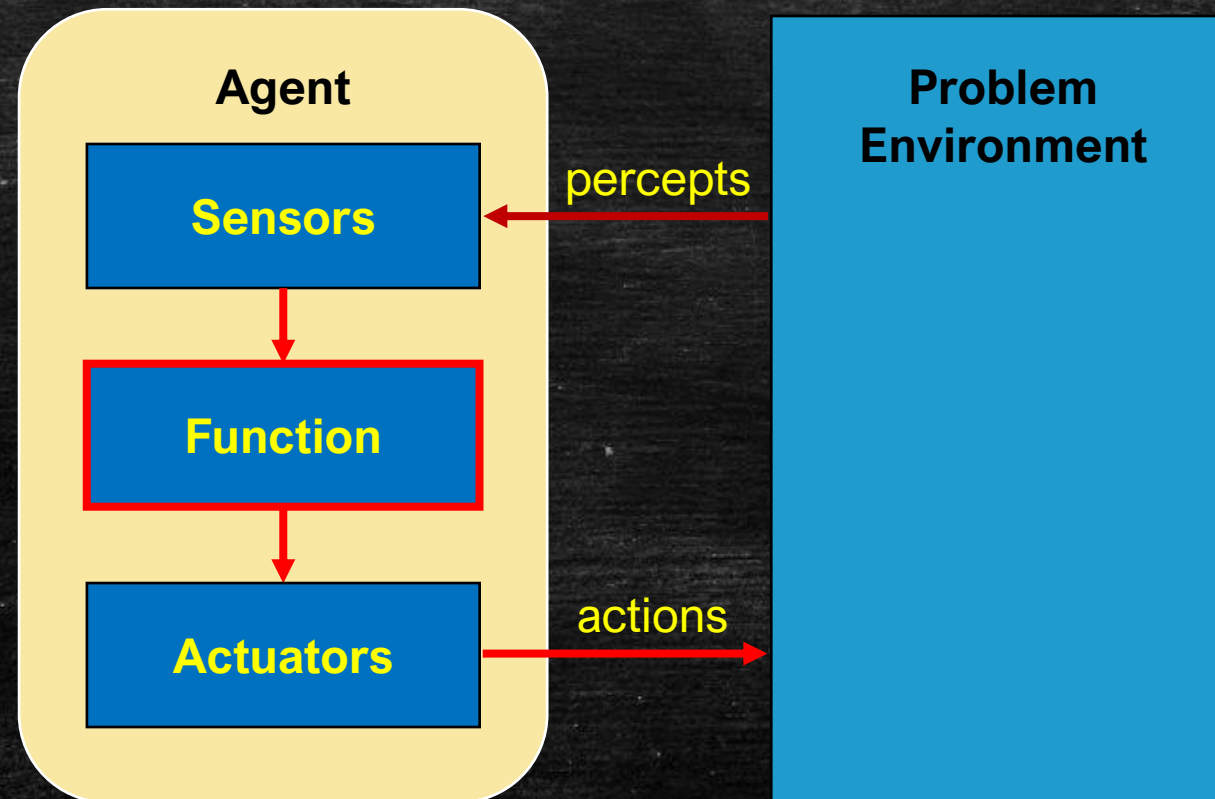 Agent
Problem
Environment
percepts
Sensors
Function
actions
Actuators